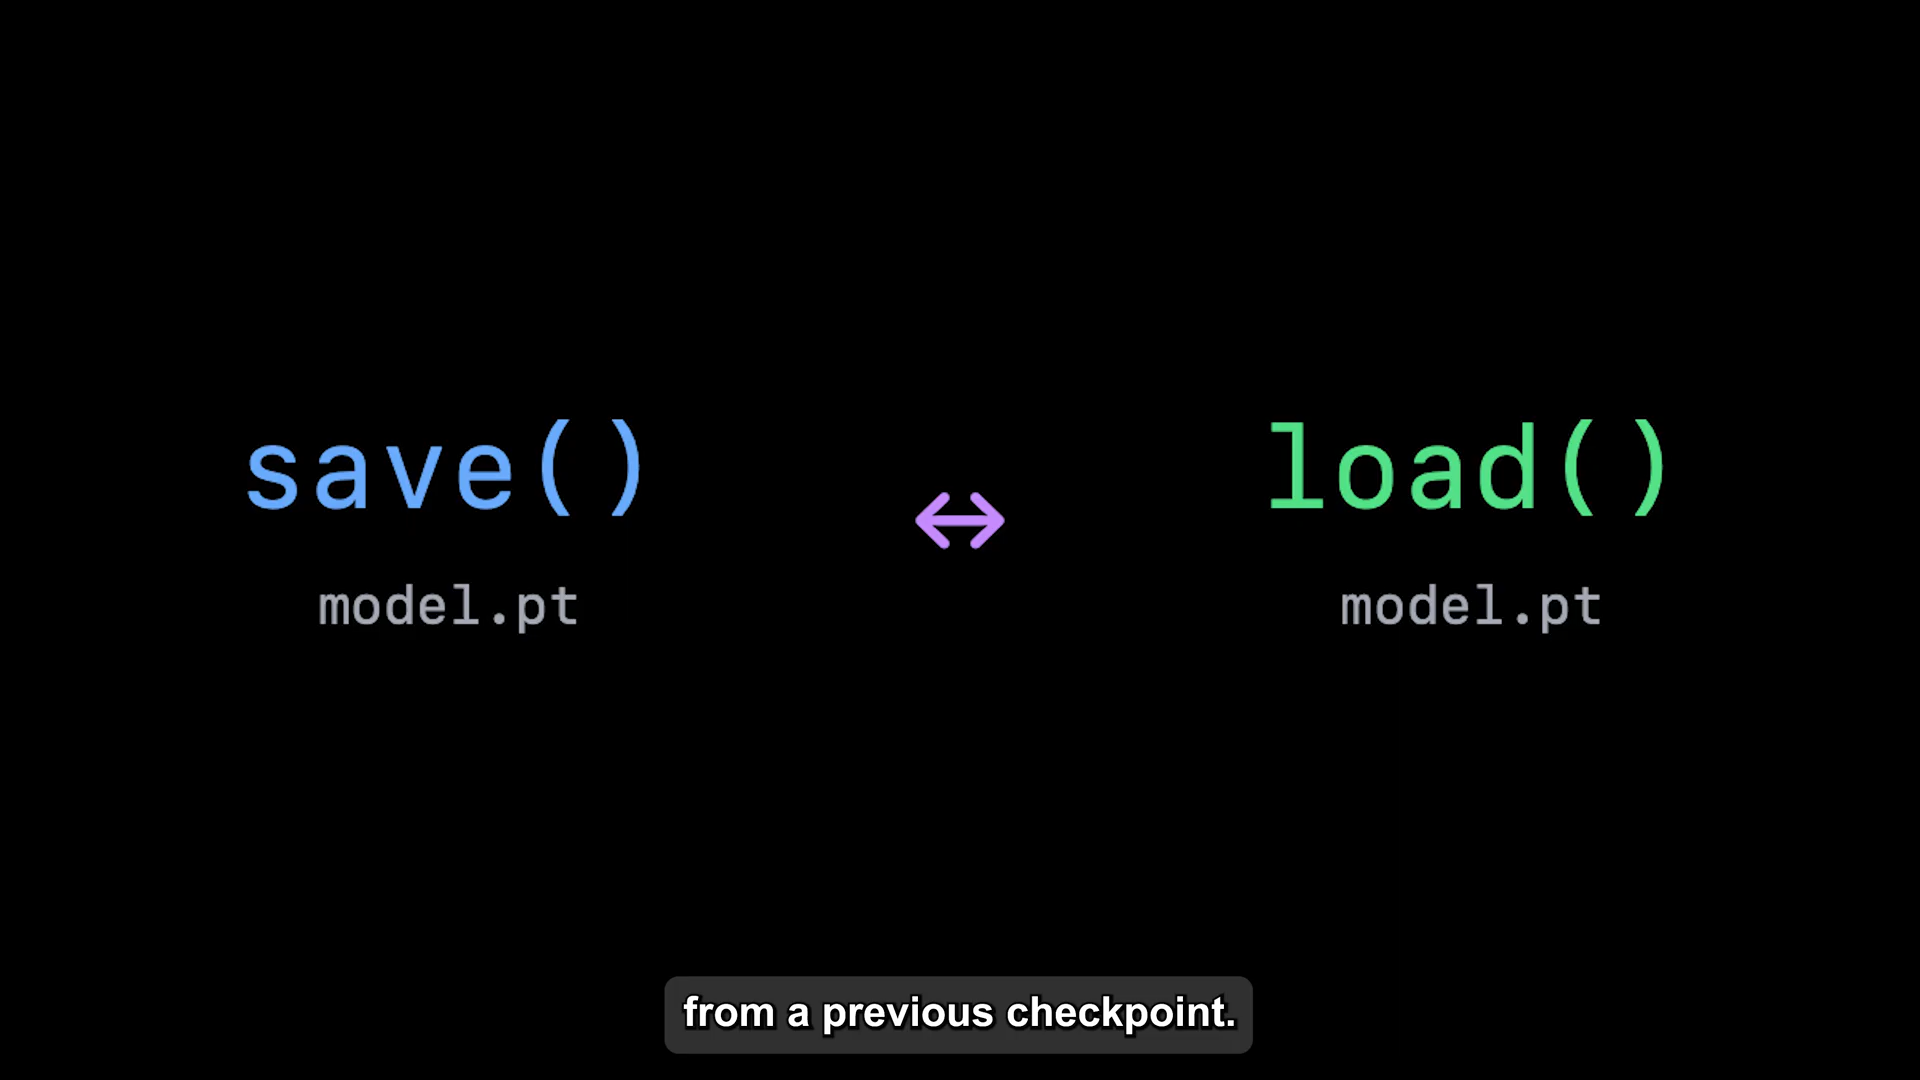 save()
model.pt
load()
model.pt
from a previous checkpoint.